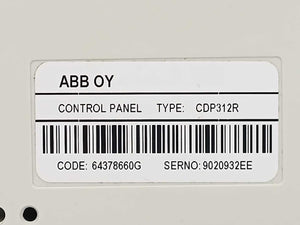 ABB OY
CONTROL PANEL TYPE: CDP312R
CODE: 64378660G SERNO: 9020932EE